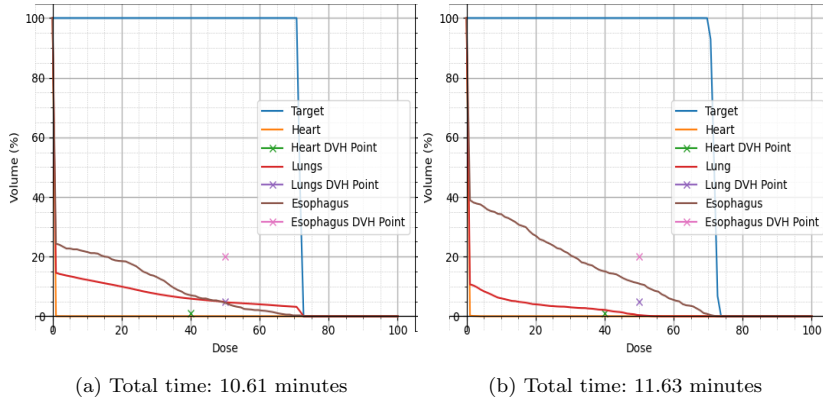 100
80
60
40
20
0
Volume (%)
0
20
40
60
80
100
Dose
Target
Heart
Heart DVH Point
Lungs
Lungs DVH Point
Esophagus
Esophagus DVH Point
(a) Total time: 10.61 minutes
100
80
60
40
20
0
Volume (%)
0
20
40
60
80
100
Dose
Target
Heart
Heart DVH Point
Lung
Lung DVH Point
Esophagus
Esophagus DVH Point
(b) Total time: 11.63 minutes